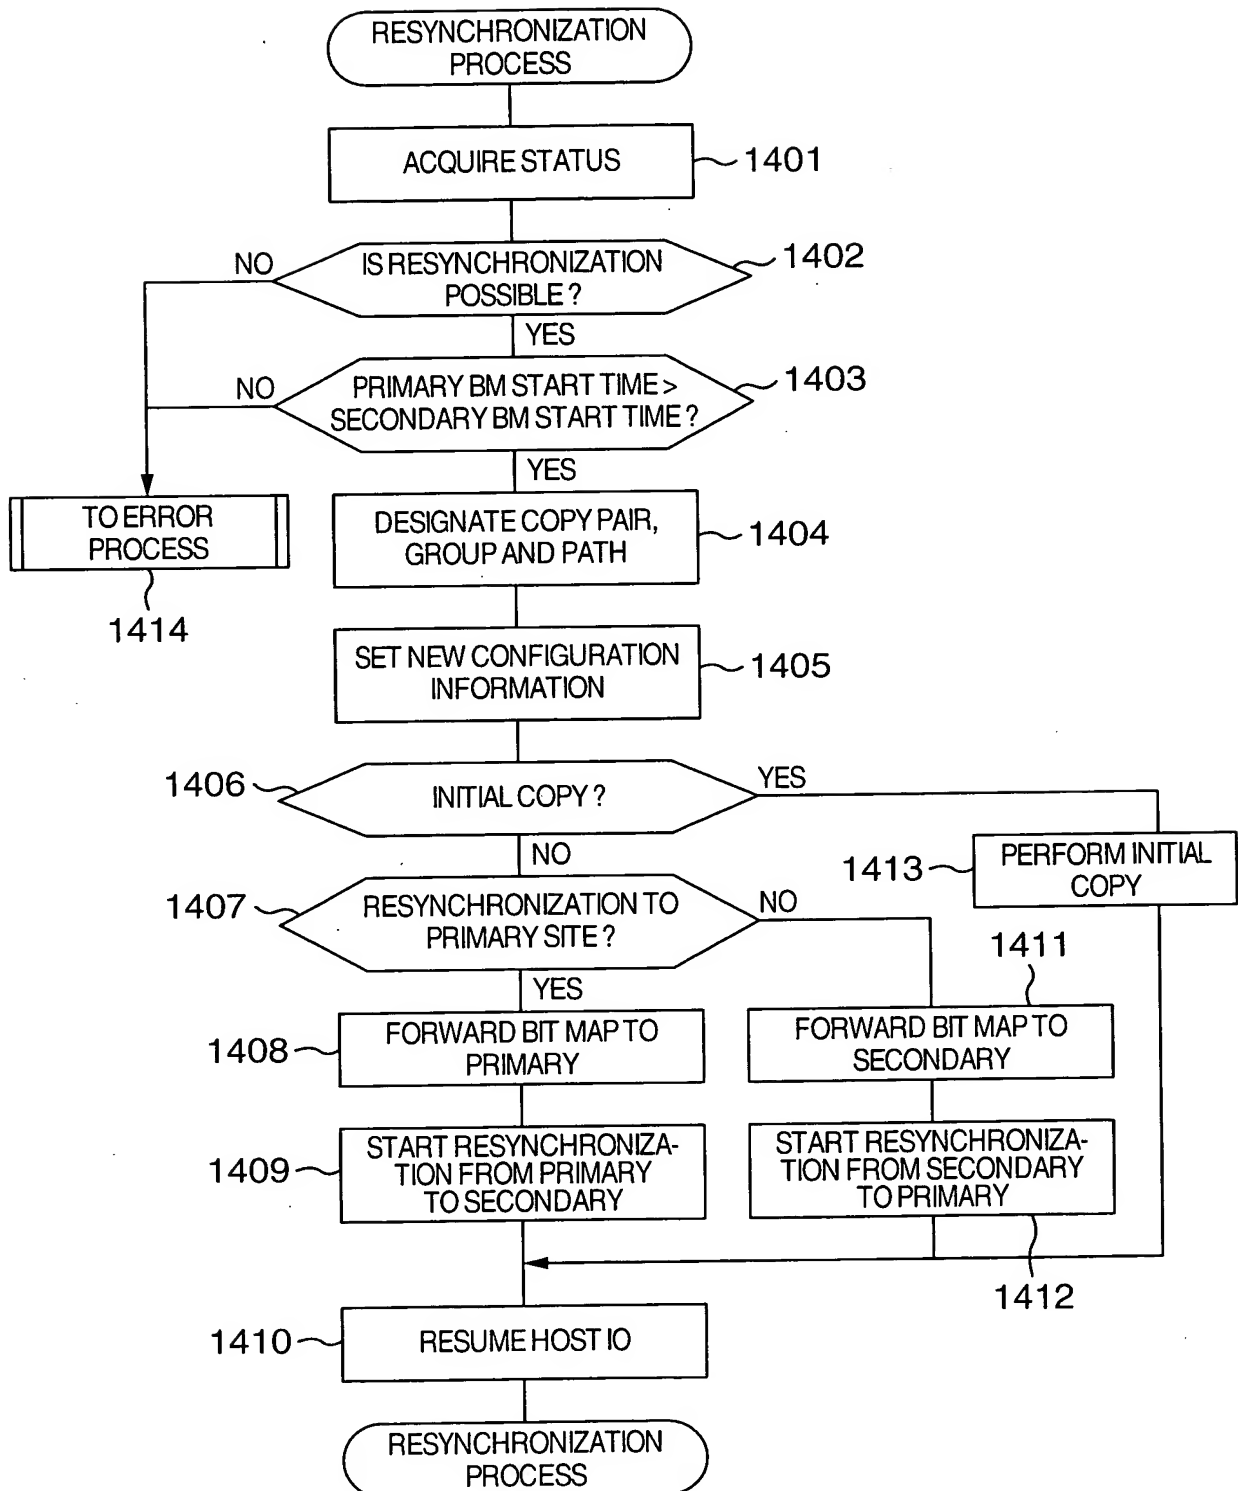 RESYNCHRONIZATION
PROCESS
ACQUIRE STATUS
1401
IS RESYNCHRONIZATION
POSSIBLE ?
1402
NO
YES
PRIMARY BM START TIME >
SECONDARY BM START TIME ?
1403
NO
YES
TO ERROR
PROCESS
1414
DESIGNATE COPY PAIR,
GROUP AND PATH
1404
SET NEW CONFIGURATION
INFORMATION
1405
1406
INITIAL COPY ?
YES
NO
PERFORM INITIAL
COPY
1413
1407
RESYNCHRONIZATION TO
PRIMARY SITE ?
NO
YES
1411
1408
FORWARD BIT MAP TO
PRIMARY
FORWARD BIT MAP TO
SECONDARY
1409
START RESYNCHRONIZA-
TION FROM PRIMARY
TO SECONDARY
START RESYNCHRONIZA-
TION FROM SECONDARY
TO PRIMARY
1412
1410
RESUME HOST IO
RESYNCHRONIZATION
PROCESS